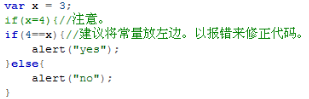 var x = 3;
if(x=4){//注意。
if(4==x){//建议将常量放左边。以报错来修正代码。
alert("yes");
}else{
alert("no");
}